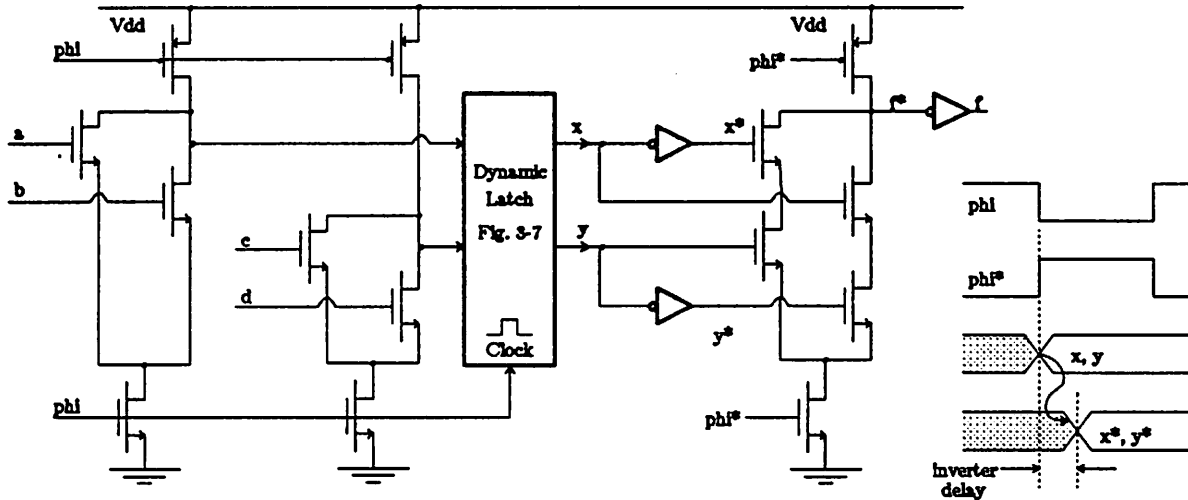 Vdd
Vdd
phi
phi*
a
b
c
d
x
x*
y
y*
Dynamic
Latch
Fig. 3-7
Clock
r*
r
phi
phi*
phi
phi*
x, y
x*, y*
inverter
delay